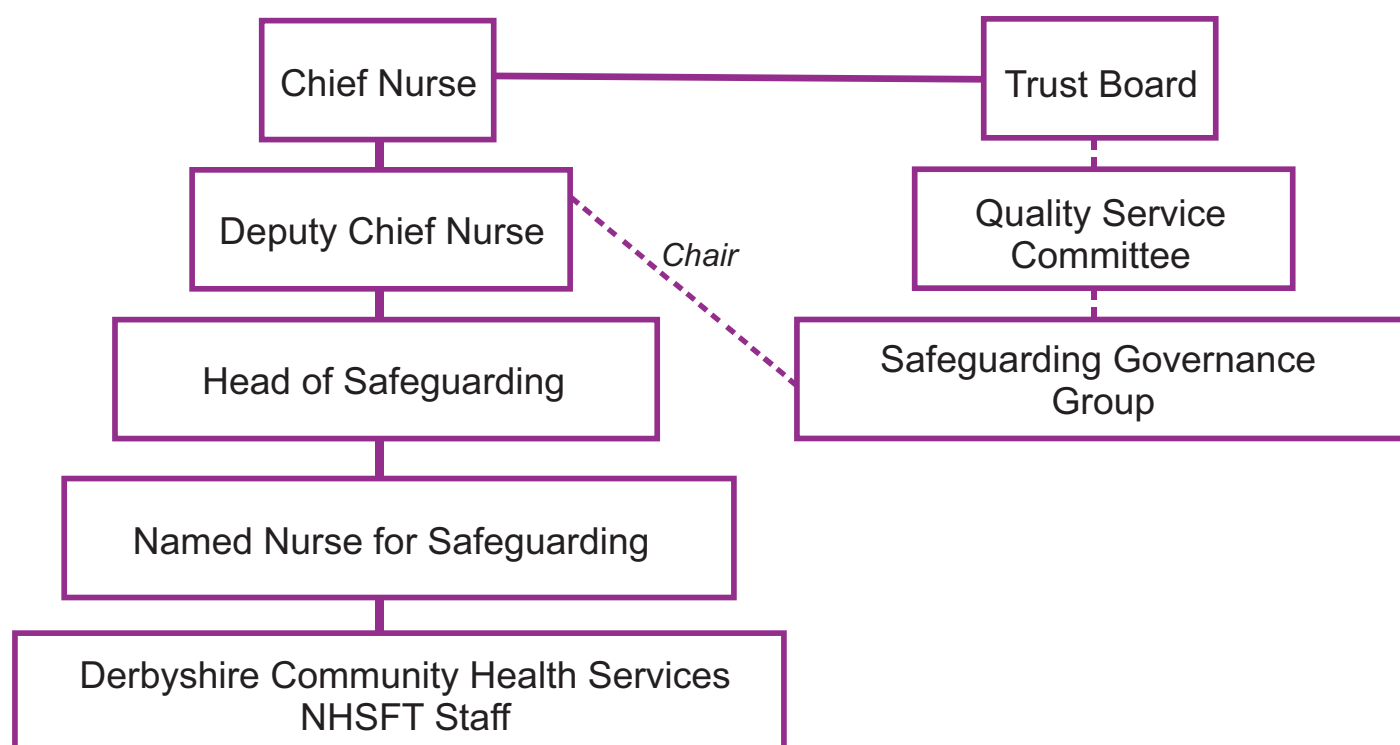 Chief Nurse
Trust Board
Deputy Chief Nurse
Chair
Quality Service
Committee
Head of Safeguarding
Safeguarding Governance
Group
Named Nurse for Safeguarding
Derbyshire Community Health Services
NHSFT Staff